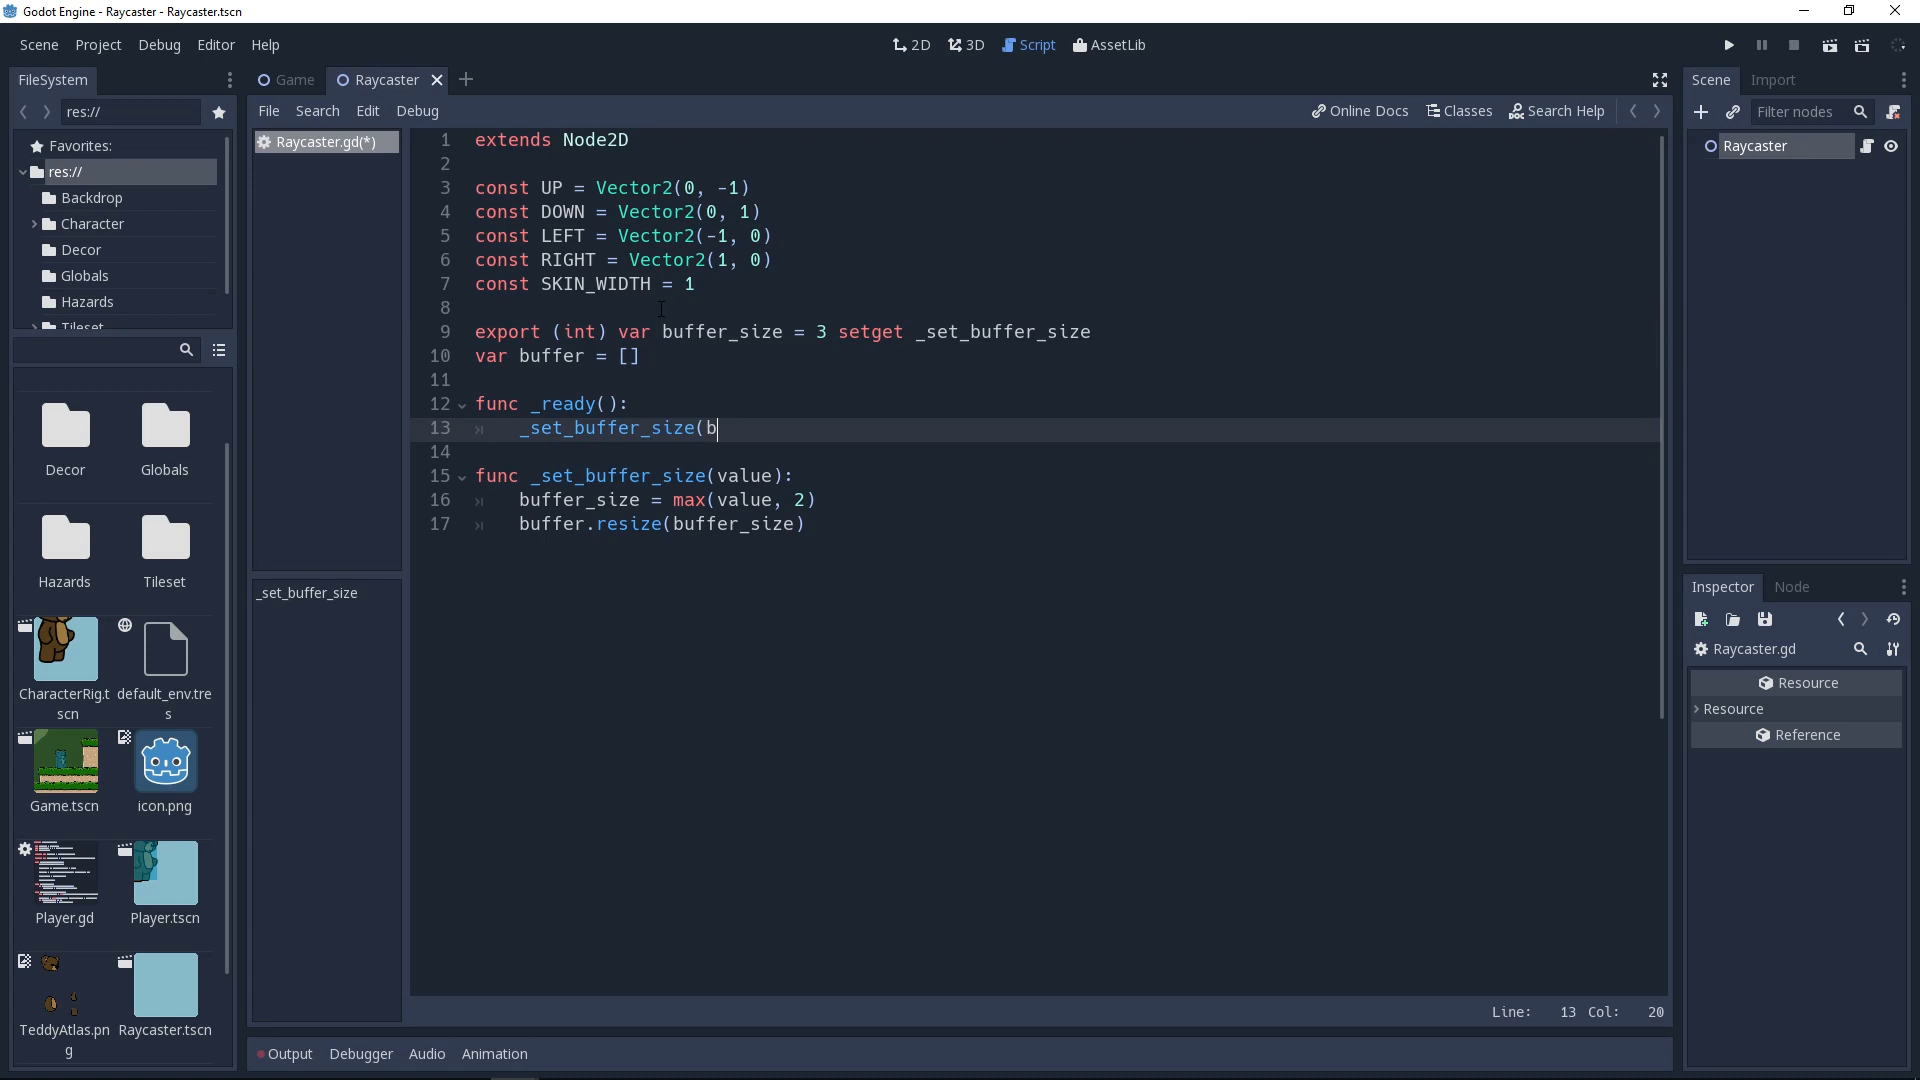 Godot Engine - Raycaster - Raycaster.tscn
Scene Project Debug Editor Help
2D 3D Script AssetLib
FileSystem
res://
Favorites:
res://
Backdrop
Character
Decor
Globals
Hazards
Tileset
Decor Globals
Hazards Tileset
CharacterRig.t
scn
default_env.tre
s
Game.tscn icon.png
Player.gd Player.tscn
TeddyAtlas.pn
g
Raycaster.tscn
Game Raycaster
File Search Edit Debug
Online Docs Classes Search Help
Raycaster.gd(*)
_set_buffer_size
1 extends Node2D
2
3 const UP = Vector2(0, -1)
4 const DOWN = Vector2(0, 1)
5 const LEFT = Vector2(-1, 0)
6 const RIGHT = Vector2(1, 0)
7 const SKIN_WIDTH = 1
8
9 export (int) var buffer_size = 3 setget _set_buffer_size
10 var buffer = []
11
12 func _ready():
13 _set_buffer_size(b
14
15 func _set_buffer_size(value):
16 buffer_size = max(value, 2)
17 buffer.resize(buffer_size)
Line: 13 Col: 20
Output Debugger Audio Animation
Scene Import
Filter nodes
Raycaster
Inspector Node
Raycaster.gd
Resource
Resource
Reference